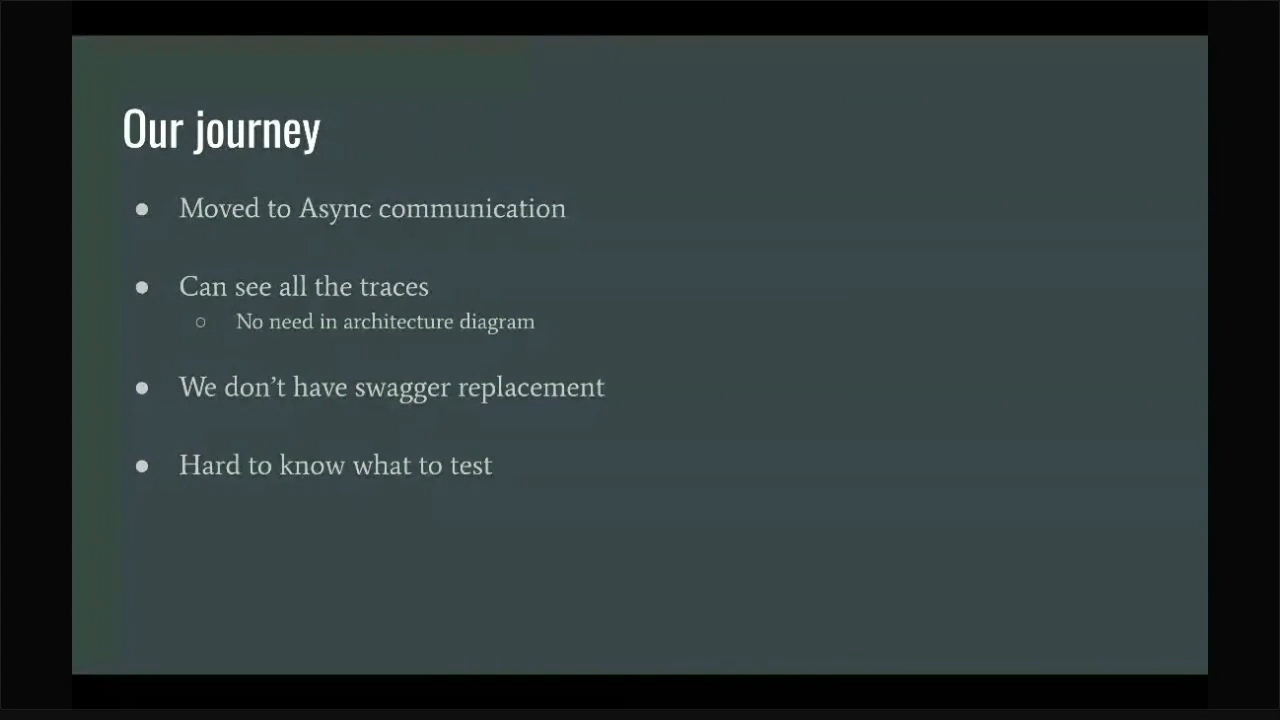 Our journey
● Moved to Async communication
● Can see all the traces
○ No need in architecture diagram
● We don’t have swagger replacement
● Hard to know what to test